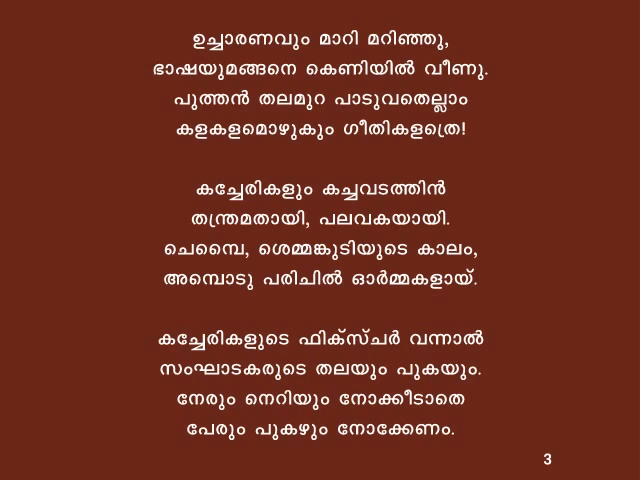 ഉച്ചാരണവും മാറി മറിഞ്ഞു,
ഭാഷയുമങ്ങനെ കെണിയിൽ വീണു.
പുത്തൻ തലമുറ പാടുവതെല്ലാം
കളകളമൊഴുകും ഗീതികളത്രെ!
കച്ചേരികളും കച്ചവടത്തിൻ
തന്ത്രമതായി, പലവകയായി.
ചെമ്പൈ, ശെമ്മങ്കുടിയുടെ കാലം,
അമ്പൊടു പരിചിൽ ഓർമ്മകളായ്.
കച്ചേരികളുടെ ഫിക്സ്ചർ വന്നാൽ
സംഘാടകരുടെ തലയും പുകയും.
നേരും നെറിയും നോക്കീടാതെ
പേരും പുകഴും നോക്കേണം.
3